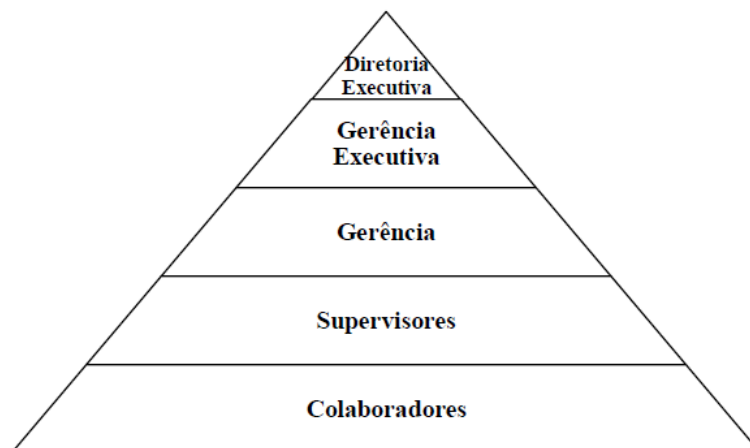 Diretoria
Executiva
Gerência
Executiva
Gerência
Supervisores
Colaboradores